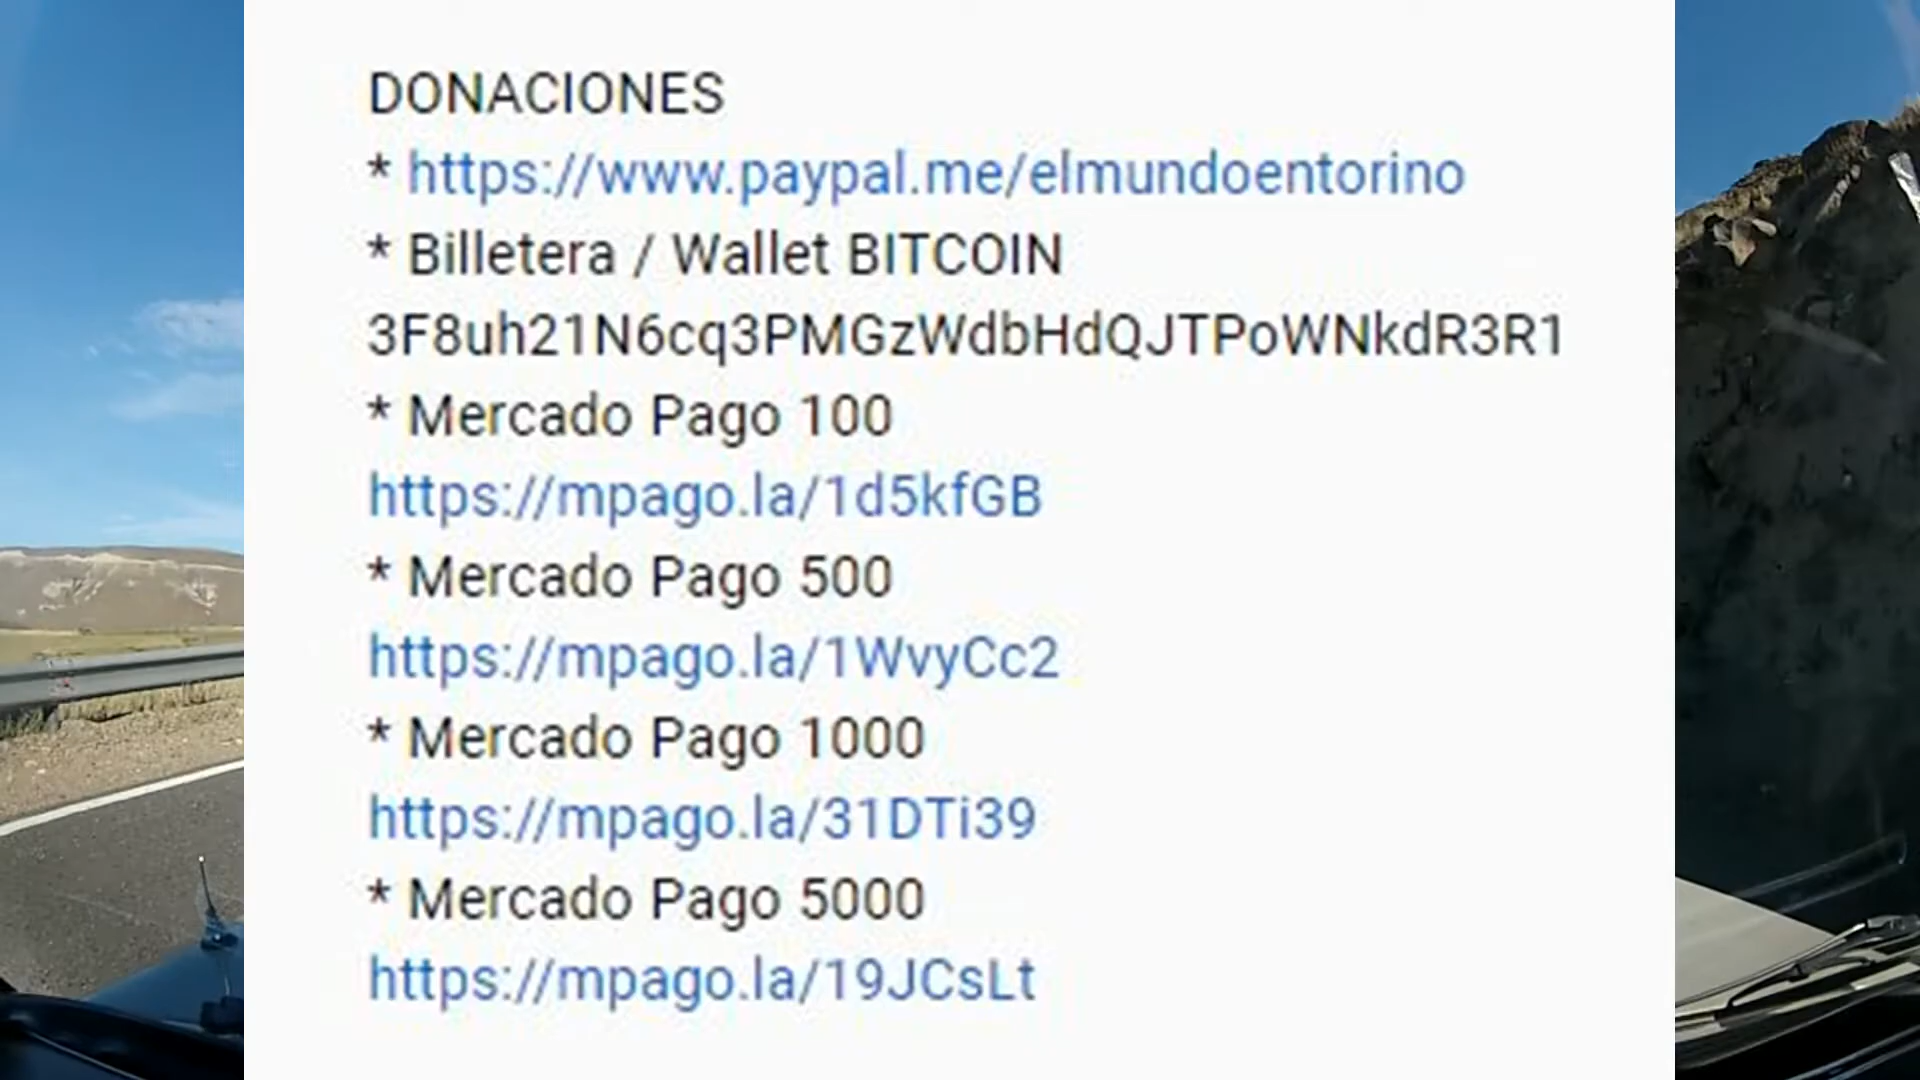 DONACIONES
* https://www.paypal.me/elmundoentorino
* Billetera / Wallet BITCOIN
3F8uh21N6cq3PMGzWdbHdQJTPoWNkdR3R1
* Mercado Pago 100
https://mpago.la/1d5kfGB
* Mercado Pago 500
https://mpago.la/1WvyCc2
* Mercado Pago 1000
https://mpago.la/31DTi39
* Mercado Pago 5000
https://mpago.la/19JCsLt